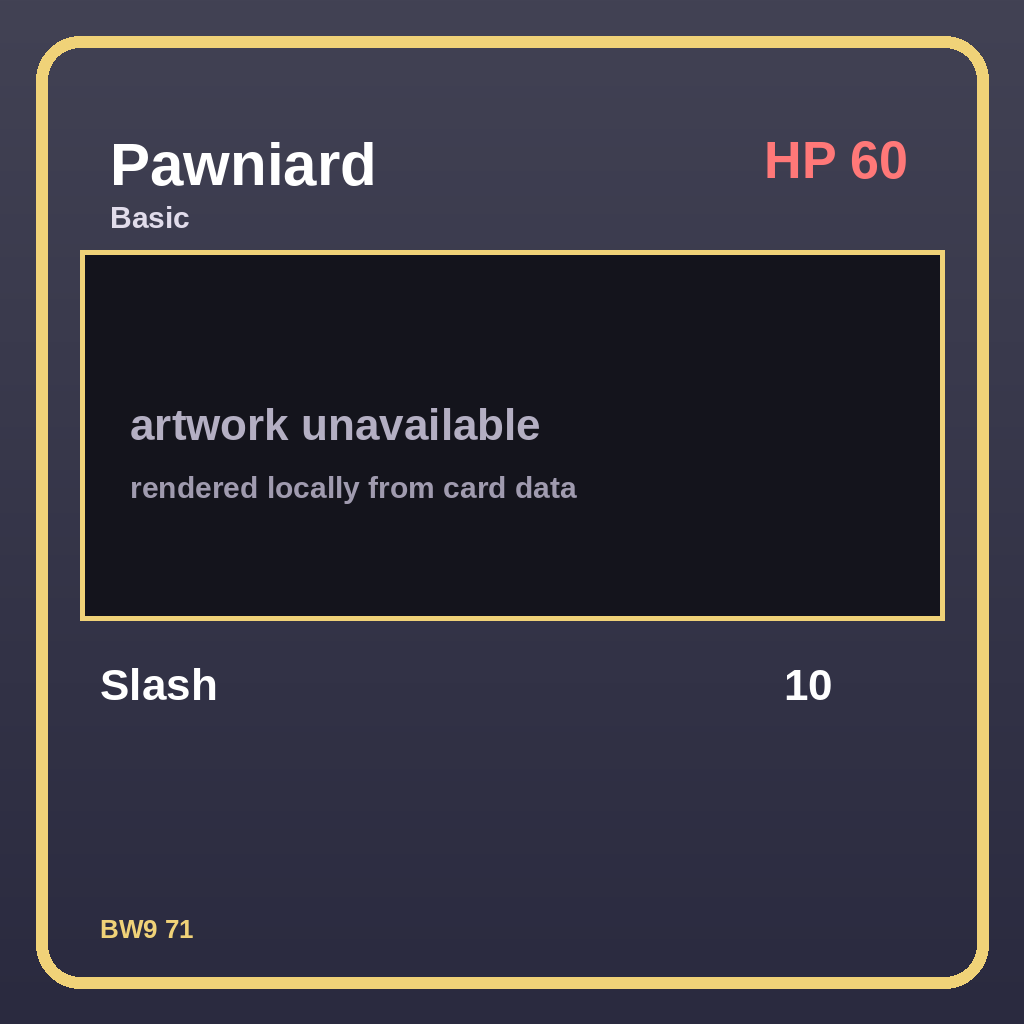 Pawniard
HP 60
Basic
artwork unavailable
rendered locally from card data
Slash 10
BW9 71